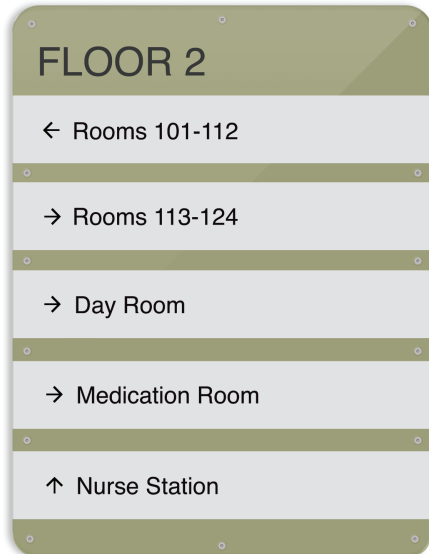 FLOOR 2
← Rooms 101-112
→ Rooms 113-124
→ Day Room
→ Medication Room
↑ Nurse Station